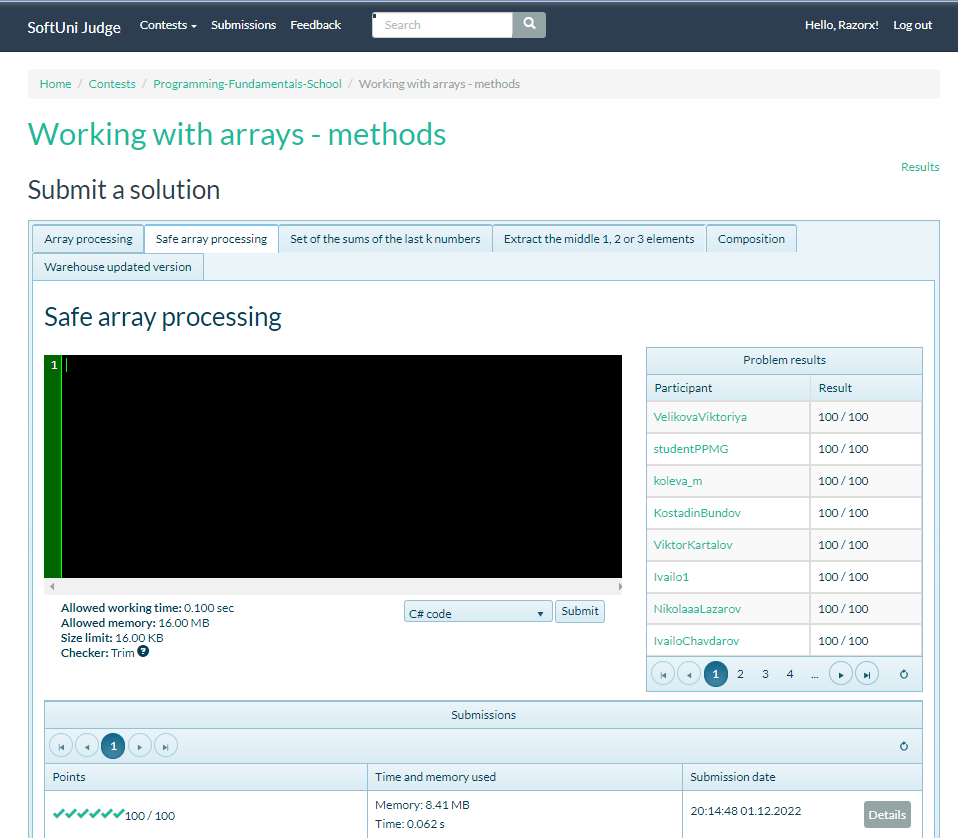 SoftUni Judge Contests Submissions Feedback Search Hello, Razorx! Log out
Home / Contests / Programming-Fundamentals-School / Working with arrays - methods
Working with arrays - methods
Results
Submit a solution
Array processing Safe array processing Set of the sums of the last k numbers Extract the middle 1, 2 or 3 elements Composition
Warehouse updated version
Safe array processing
1
Problem results
Participant Result
VelikovaViktoriya 100 / 100
studentPPMG 100 / 100
koleva_m 100 / 100
KostadinBundov 100 / 100
ViktorKartalov 100 / 100
Ivailo1 100 / 100
NikolaaaLazarov 100 / 100
IvailoChavdarov 100 / 100
1 2 3 4 ...
Allowed working time: 0.100 sec
Allowed memory: 16.00 MB
Size limit: 16.00 KB
Checker: Trim ?
C# code Submit
Submissions
1
Points Time and memory used Submission date
100 / 100 Memory: 8.41 MB 20:14:48 01.12.2022 Details
Time: 0.062 s